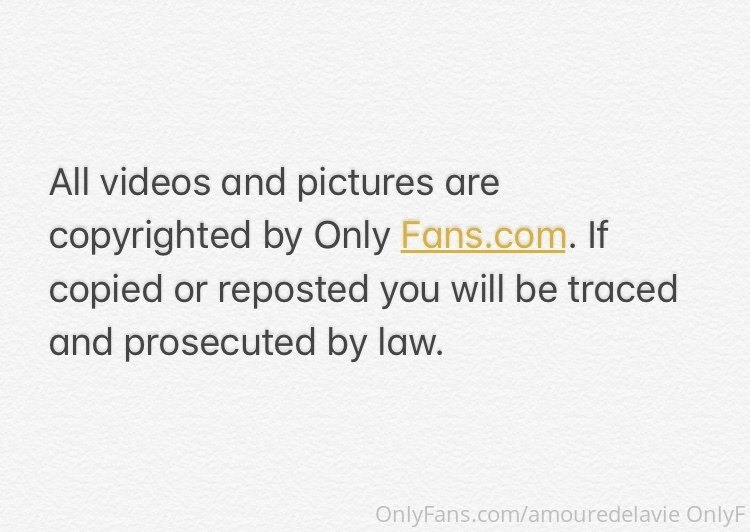 All videos and pictures are
copyrighted by Only Fans.com. If
copied or reposted you will be traced
and prosecuted by law.
OnlyFans.com/amouredelavie OnlyF